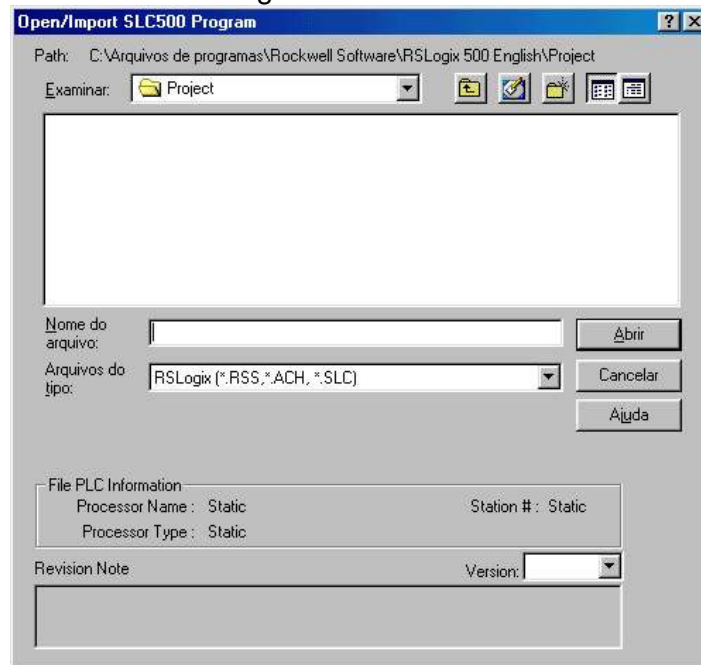 Open/Import SLC500 Program
Path: C:\Arquivos de programas\Rockwell Software\RSLogix 500 English\Project
Examinar: Project
Nome do arquivo:
Abrir
Arquivos do tipo: RSLogix (*.RSS,*.ACH, *.SLC)
Cancelar
Ajuda
File PLC Information
Processor Name : Static Station # : Static
Processor Type : Static
Revision Note Version: